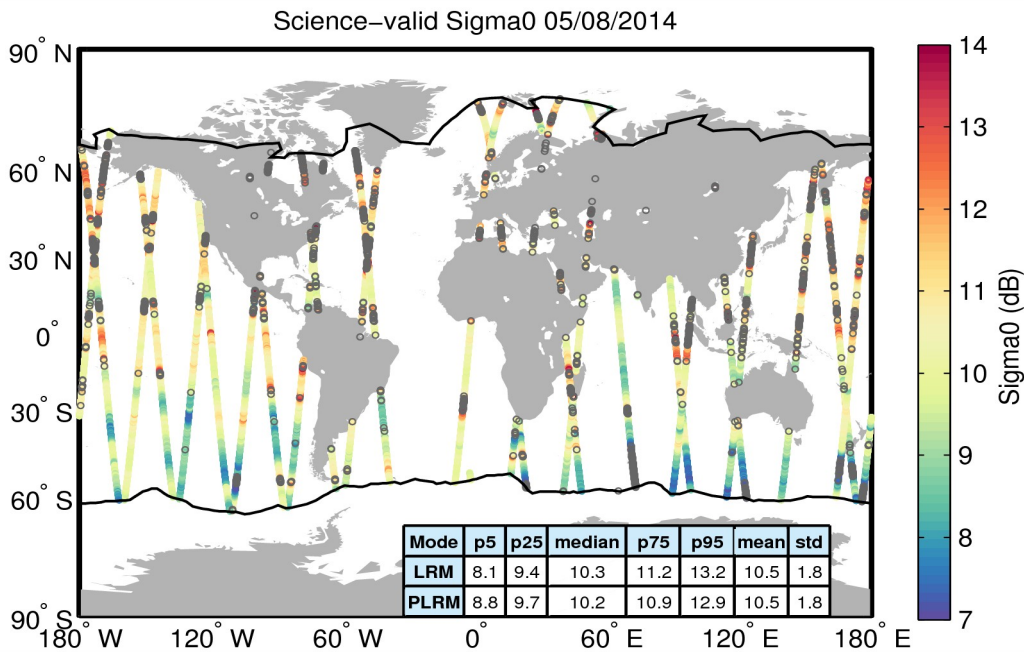 Science−valid Sigma0 05/08/2014
90° N
60° N
30° N
0°
30° S
60° S
90° S
180° W
120° W
60° W
0°
60° E
120° E
180° E
14
13
12
11
10
9
8
7
Sigma0 (dB)
Mode p5 p25 median p75 p95 mean std
LRM 8.1 9.4 10.3 11.2 13.2 10.5 1.8
PLRM 8.8 9.7 10.2 10.9 12.9 10.5 1.8